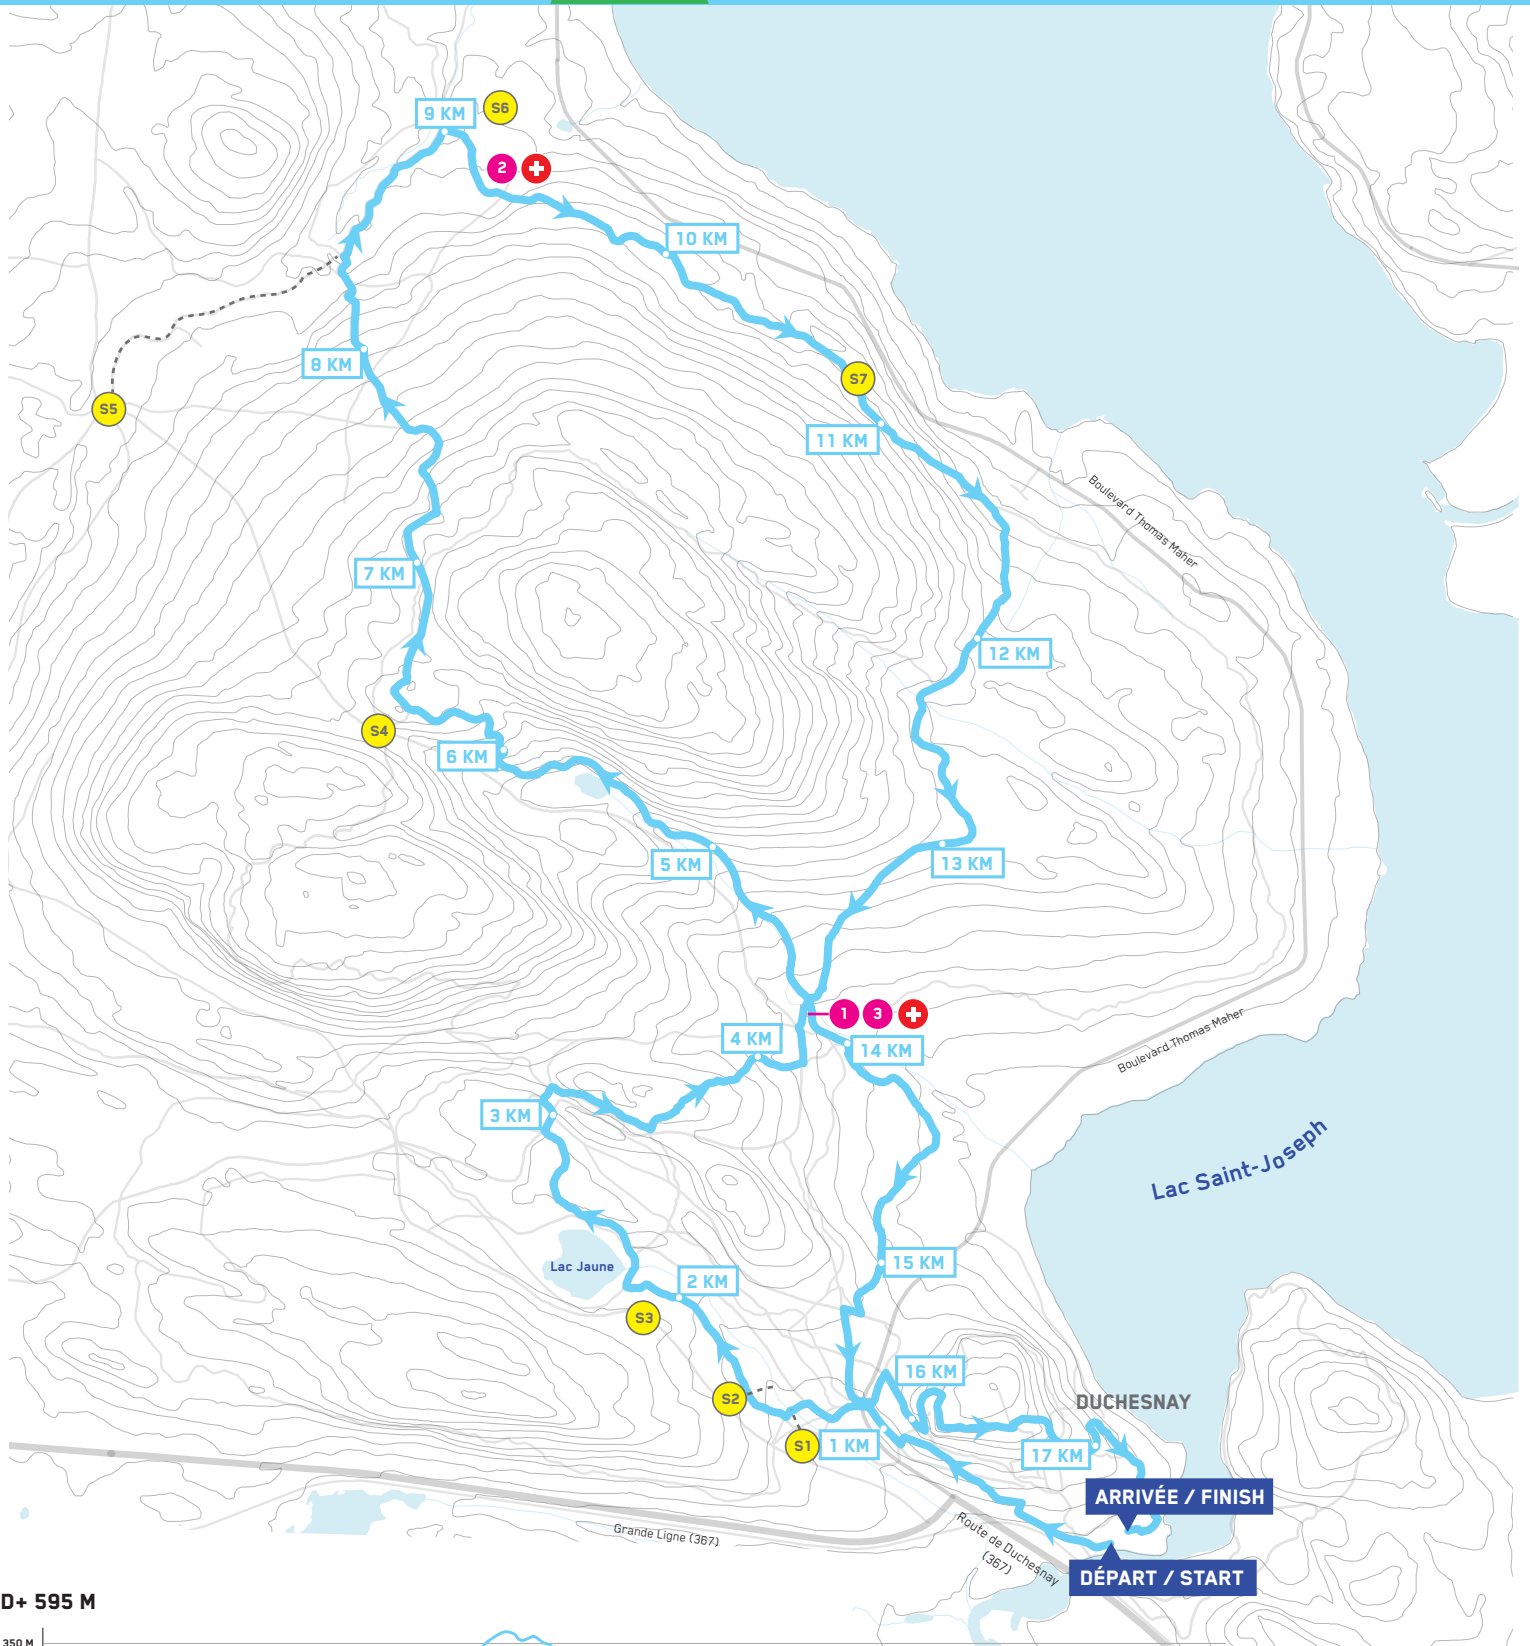 9 KM
S6
2
10 KM
8 KM
S7
S5
11 KM
Boulevard Thomas Maher
7 KM
12 KM
S4
6 KM
5 KM
13 KM
1
3
Boulevard Thomas Maher
4 KM
14 KM
3 KM
Lac Saint-Joseph
15 KM
Lac Jaune
2 KM
S3
16 KM
S2
DUCHESNAY
S1
1 KM
17 KM
ARRIVÉE / FINISH
Grande Ligne (367)
Route de Duchesnay
(367)
DÉPART / START
D+ 595 M
350 M